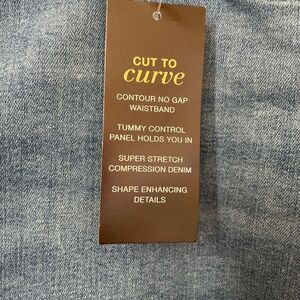 CUT TO
curve
CONTOUR NO GAP
WAISTBAND
TUMMY CONTROL
PANEL HOLDS YOU IN
SUPER STRETCH
COMPRESSION DENIM
SHAPE ENHANCING
DETAILS